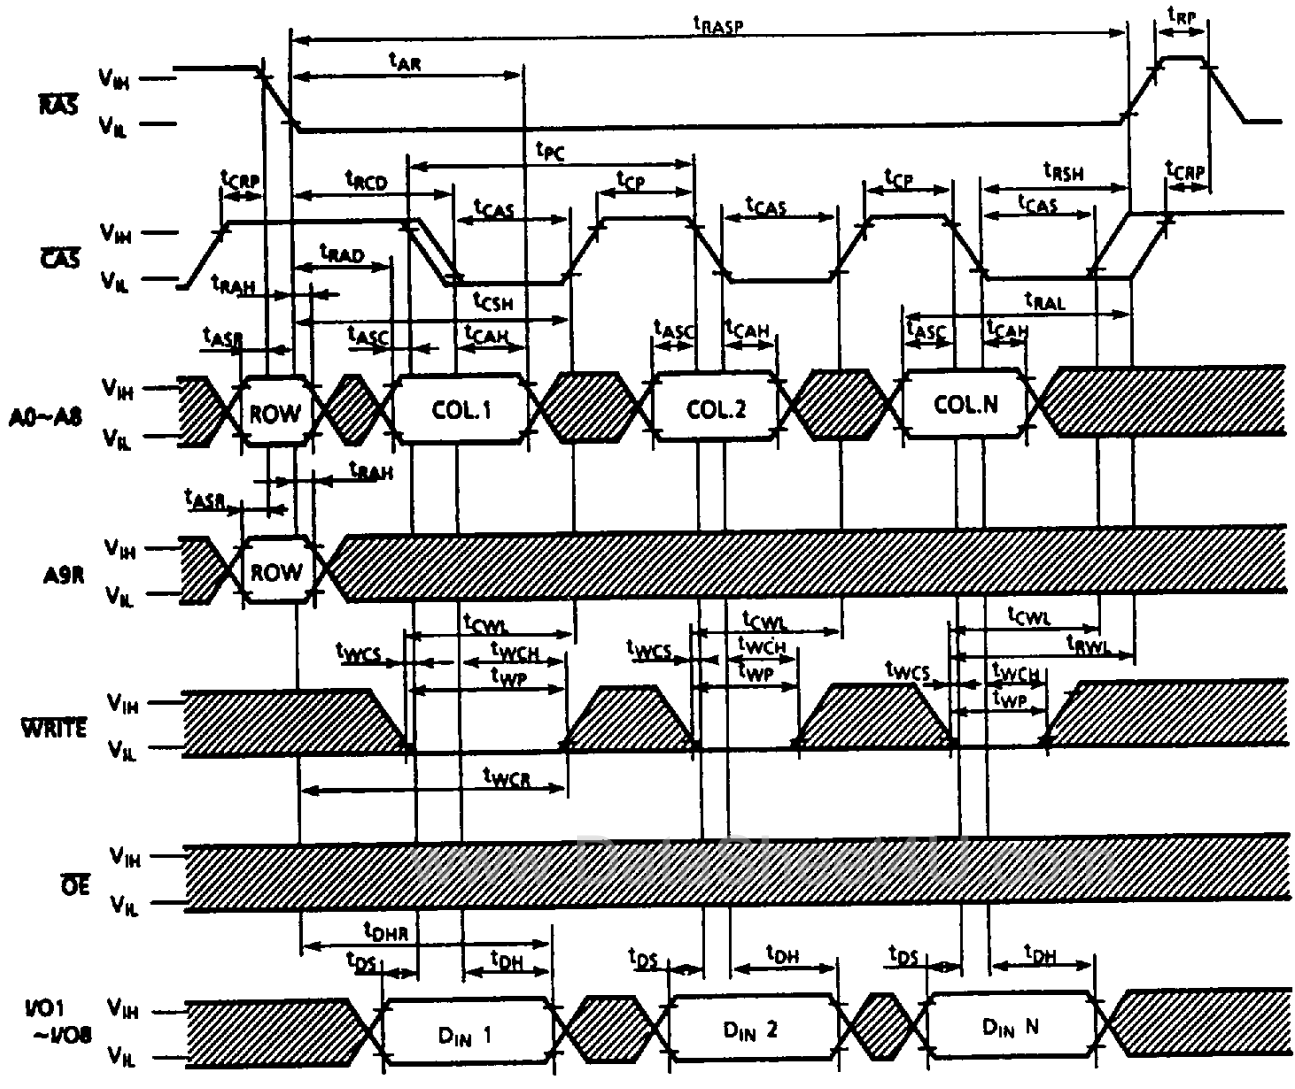 tRASP tRP
tAR
VIH
RAS
VIL
tPC
tCRP tRCD tCP tCP tRSH tCRP
tCAS tCAS tCAS
VIH
CAS
VIL
tRAD
tRAH tCSH tRAL
tASR tASC tCAH tASC tCAH tASC tCAH
VIH
A0~A8 ROW COL.1 COL.2 COL.N
VIL
tRAH
tASR
VIH
A9R ROW
VIL
tCWL tCWL tCWL
tWCS tWCH tWCS tWCH tRWL
tWP tWP tWCS tWCH
tWP
VIH
WRITE
VIL
tWCR
www.DataSheet4U.com
VIH
OE
VIL
tDHR
tDS tDH tDS tDH tDS tDH
I/O1 VIH
~I/O8 DIN 1 DIN 2 DIN N
VIL